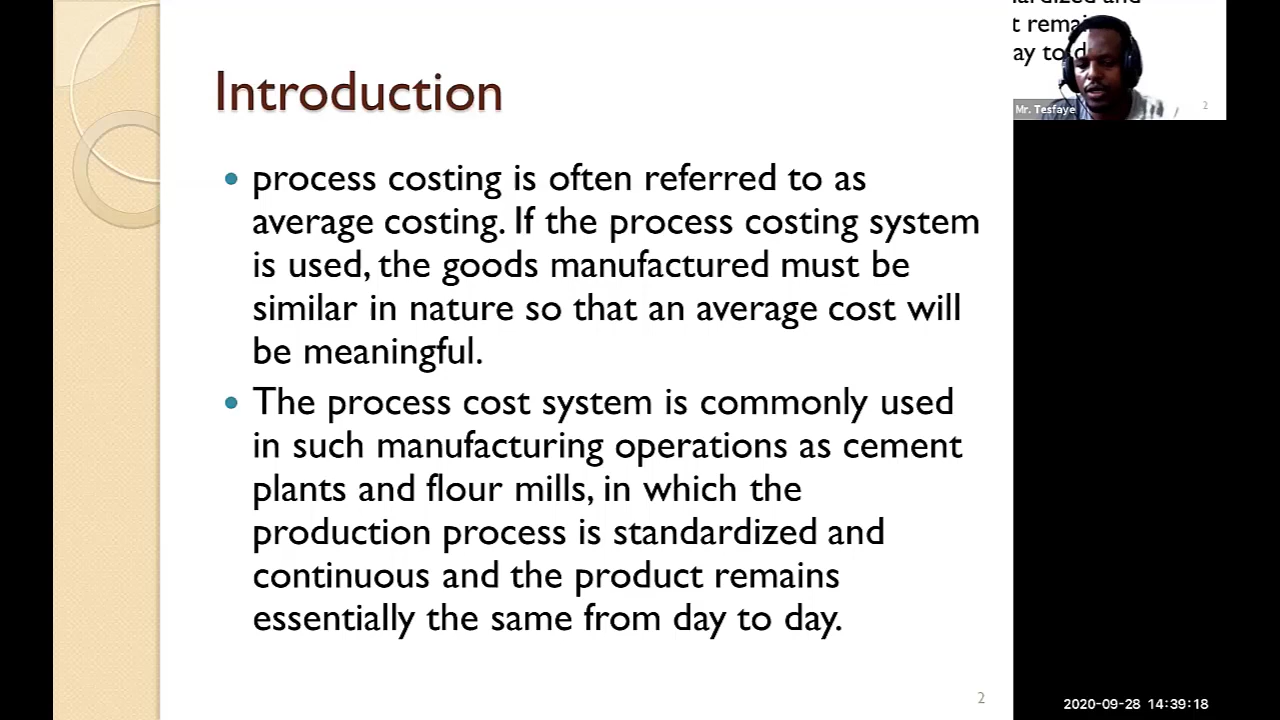 Introduction
process costing is often referred to as
average costing. If the process costing system
is used, the goods manufactured must be
similar in nature so that an average cost will
be meaningful.
The process cost system is commonly used
in such manufacturing operations as cement
plants and flour mills, in which the
production process is standardized and
continuous and the product remains
essentially the same from day to day.
2
t remai
ay to d
Mr. Tesfaye
2
2020-09-28 14:39:18